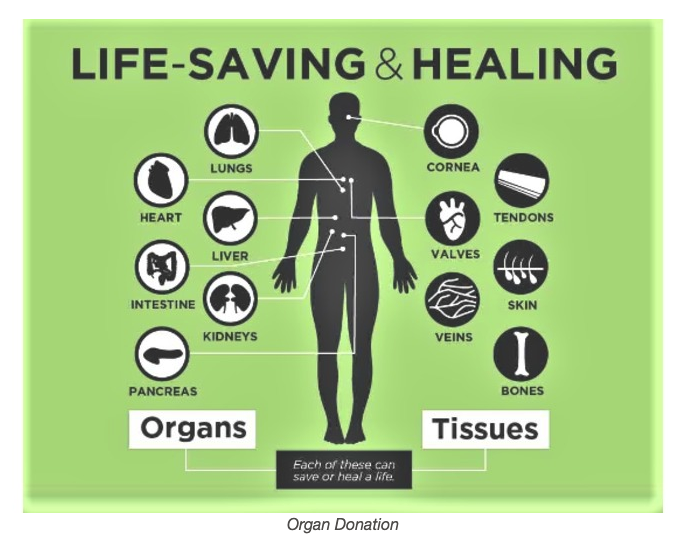 LIFE-SAVING & HEALING
LUNGS
CORNEA
HEART
TENDONS
LIVER
VALVES
INTESTINE
SKIN
KIDNEYS
VEINS
PANCREAS
BONES
Organs
Tissues
Each of these can
save or heal a life.
Organ Donation